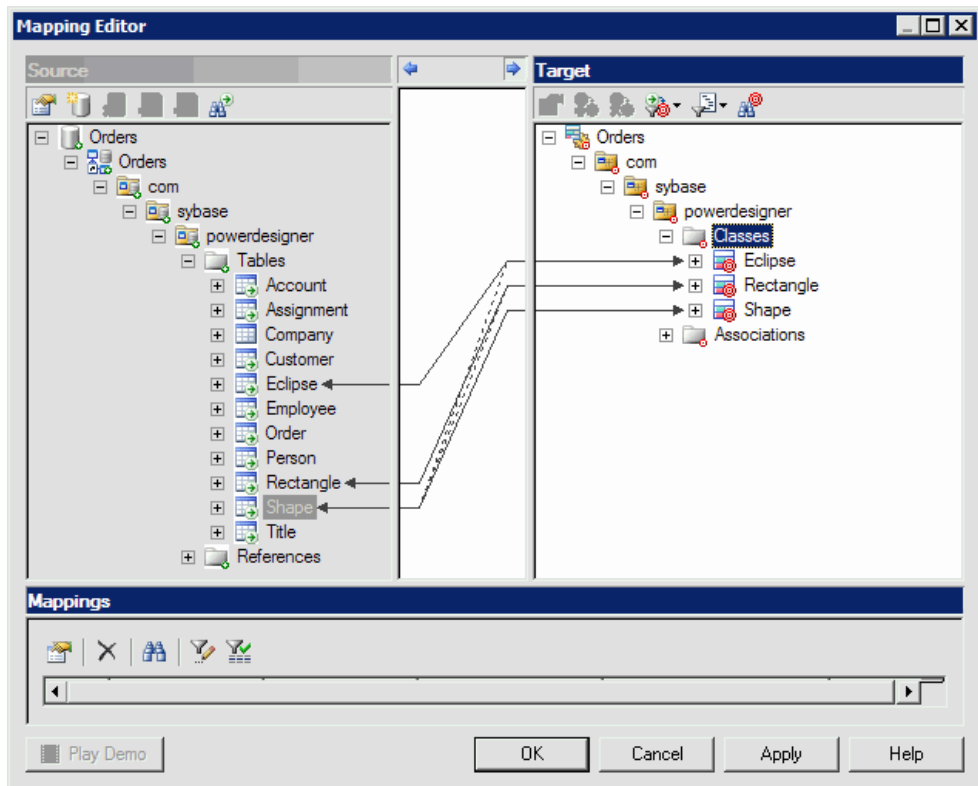 Mapping Editor
Source
Target
Orders
Orders
com
sybase
powerdesigner
Tables
Account
Assignment
Company
Customer
Eclipse
Employee
Order
Person
Rectangle
Shape
Title
References
Orders
com
sybase
powerdesigner
Classes
Eclipse
Rectangle
Shape
Associations
Mappings
Play Demo
OK
Cancel
Apply
Help